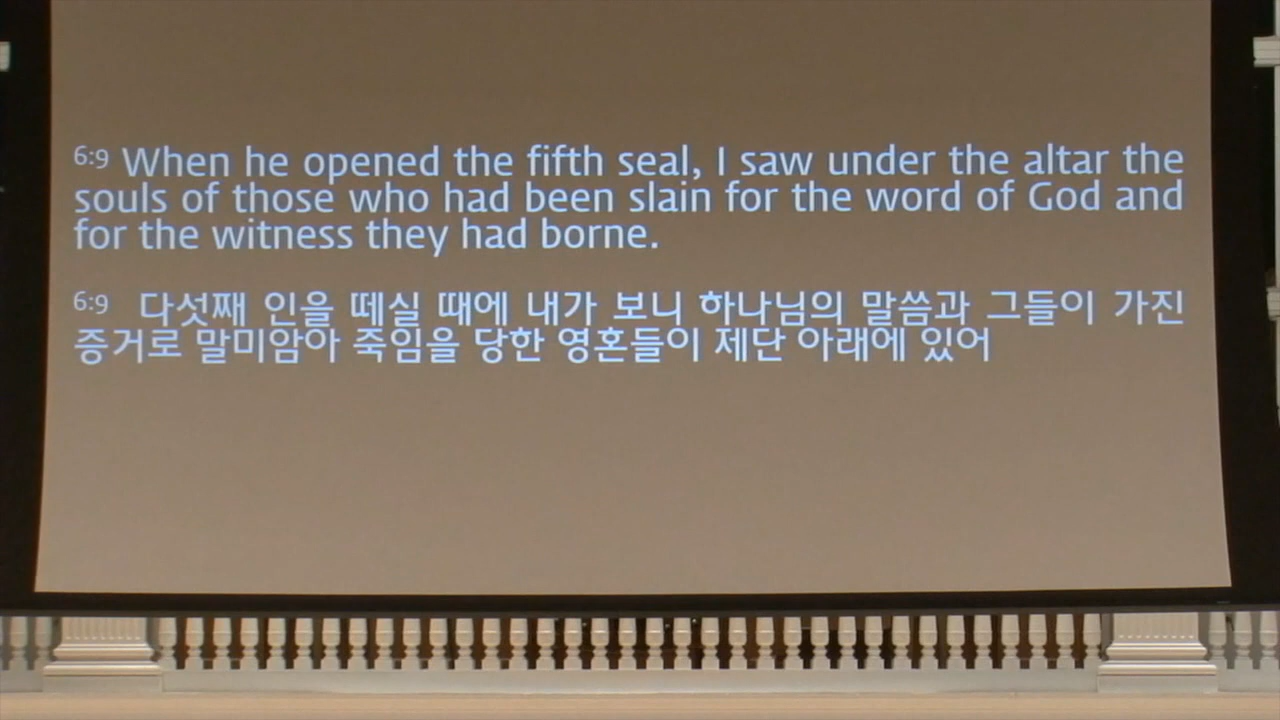 6:9 When he opened the fifth seal, I saw under the altar the
souls of those who had been slain for the word of God and
for the witness they had borne.
6:9 다섯째 인을 떼실 때에 내가 보니 하나님의 말씀과 그들이 가진
증거로 말미암아 죽임을 당한 영혼들이 제단 아래에 있어